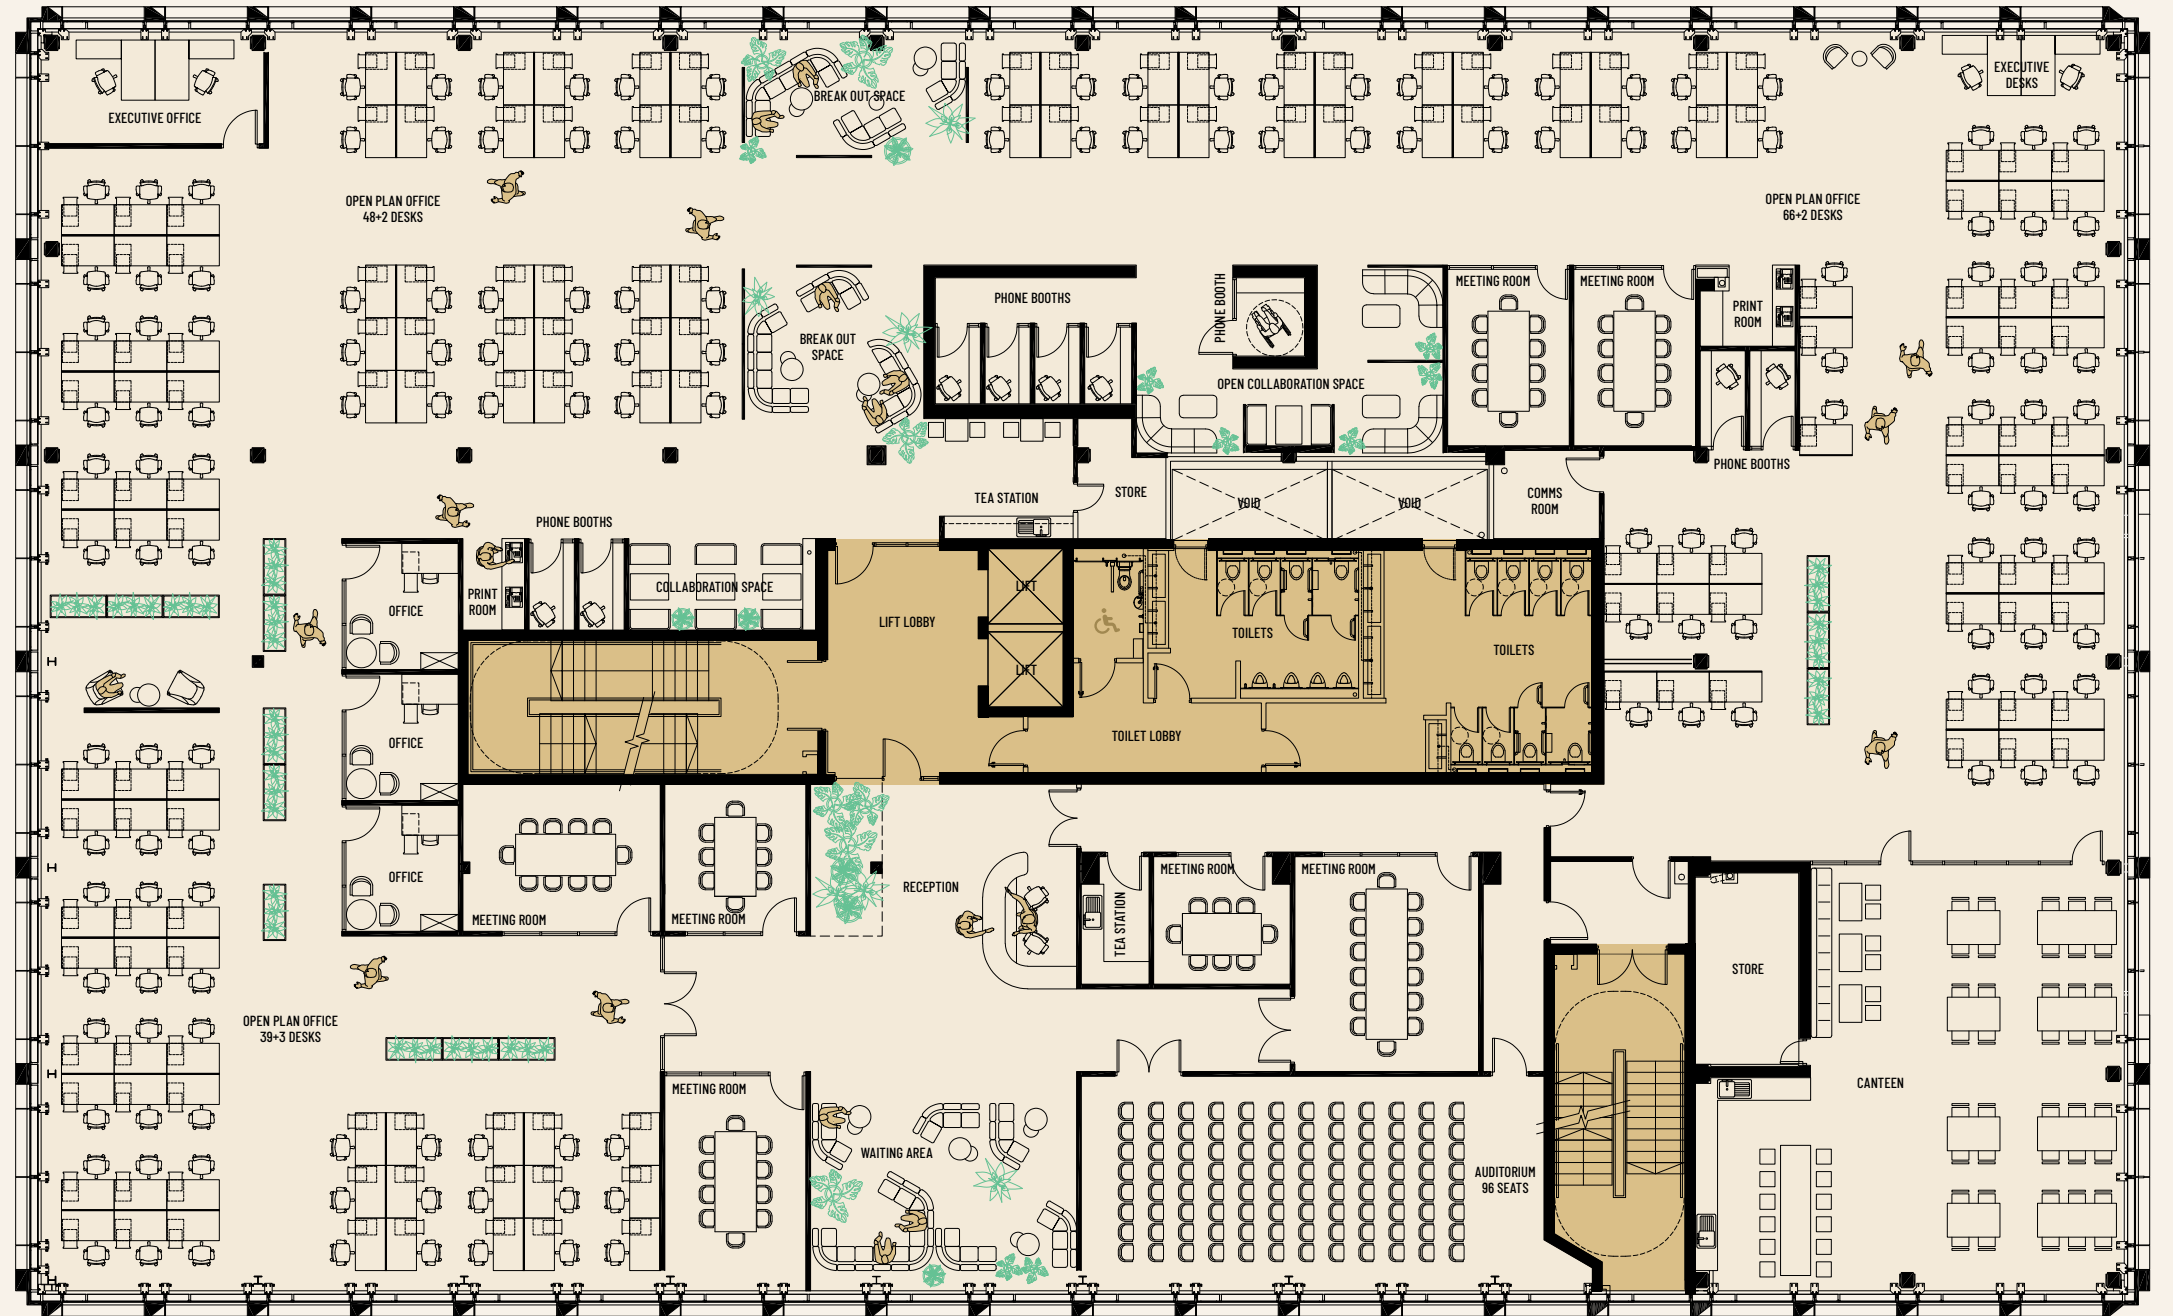 EXECUTIVE OFFICE
BREAK OUT SPACE
EXECUTIVE
DESKS
OPEN PLAN OFFICE
48+2 DESKS
OPEN PLAN OFFICE
66+2 DESKS
BREAK OUT
SPACE
PHONE BOOTHS
PHONE BOOTH
OPEN COLLABORATION SPACE
MEETING ROOM
MEETING ROOM
PRINT
ROOM
PHONE BOOTHS
TEA STATION
STORE
VOID
VOID
COMMS
ROOM
PHONE BOOTHS
OFFICE
PRINT
ROOM
COLLABORATION SPACE
LIFT LOBBY
LIFT
LIFT
TOILETS
TOILETS
TOILET LOBBY
OFFICE
OFFICE
MEETING ROOM
MEETING ROOM
RECEPTION
TEA STATION
MEETING ROOM
MEETING ROOM
STORE
OPEN PLAN OFFICE
39+3 DESKS
MEETING ROOM
WAITING AREA
AUDITORIUM
96 SEATS
CANTEEN